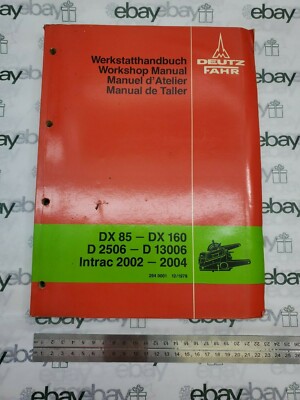 Werkstatthandbuch
Workshop Manual
Manuel d'Atelier
Manual de Taller
DEUTZ
FAHR
DX 85 – DX 160
D 2506 – D 13006
Intrac 2002 – 2004
ebay